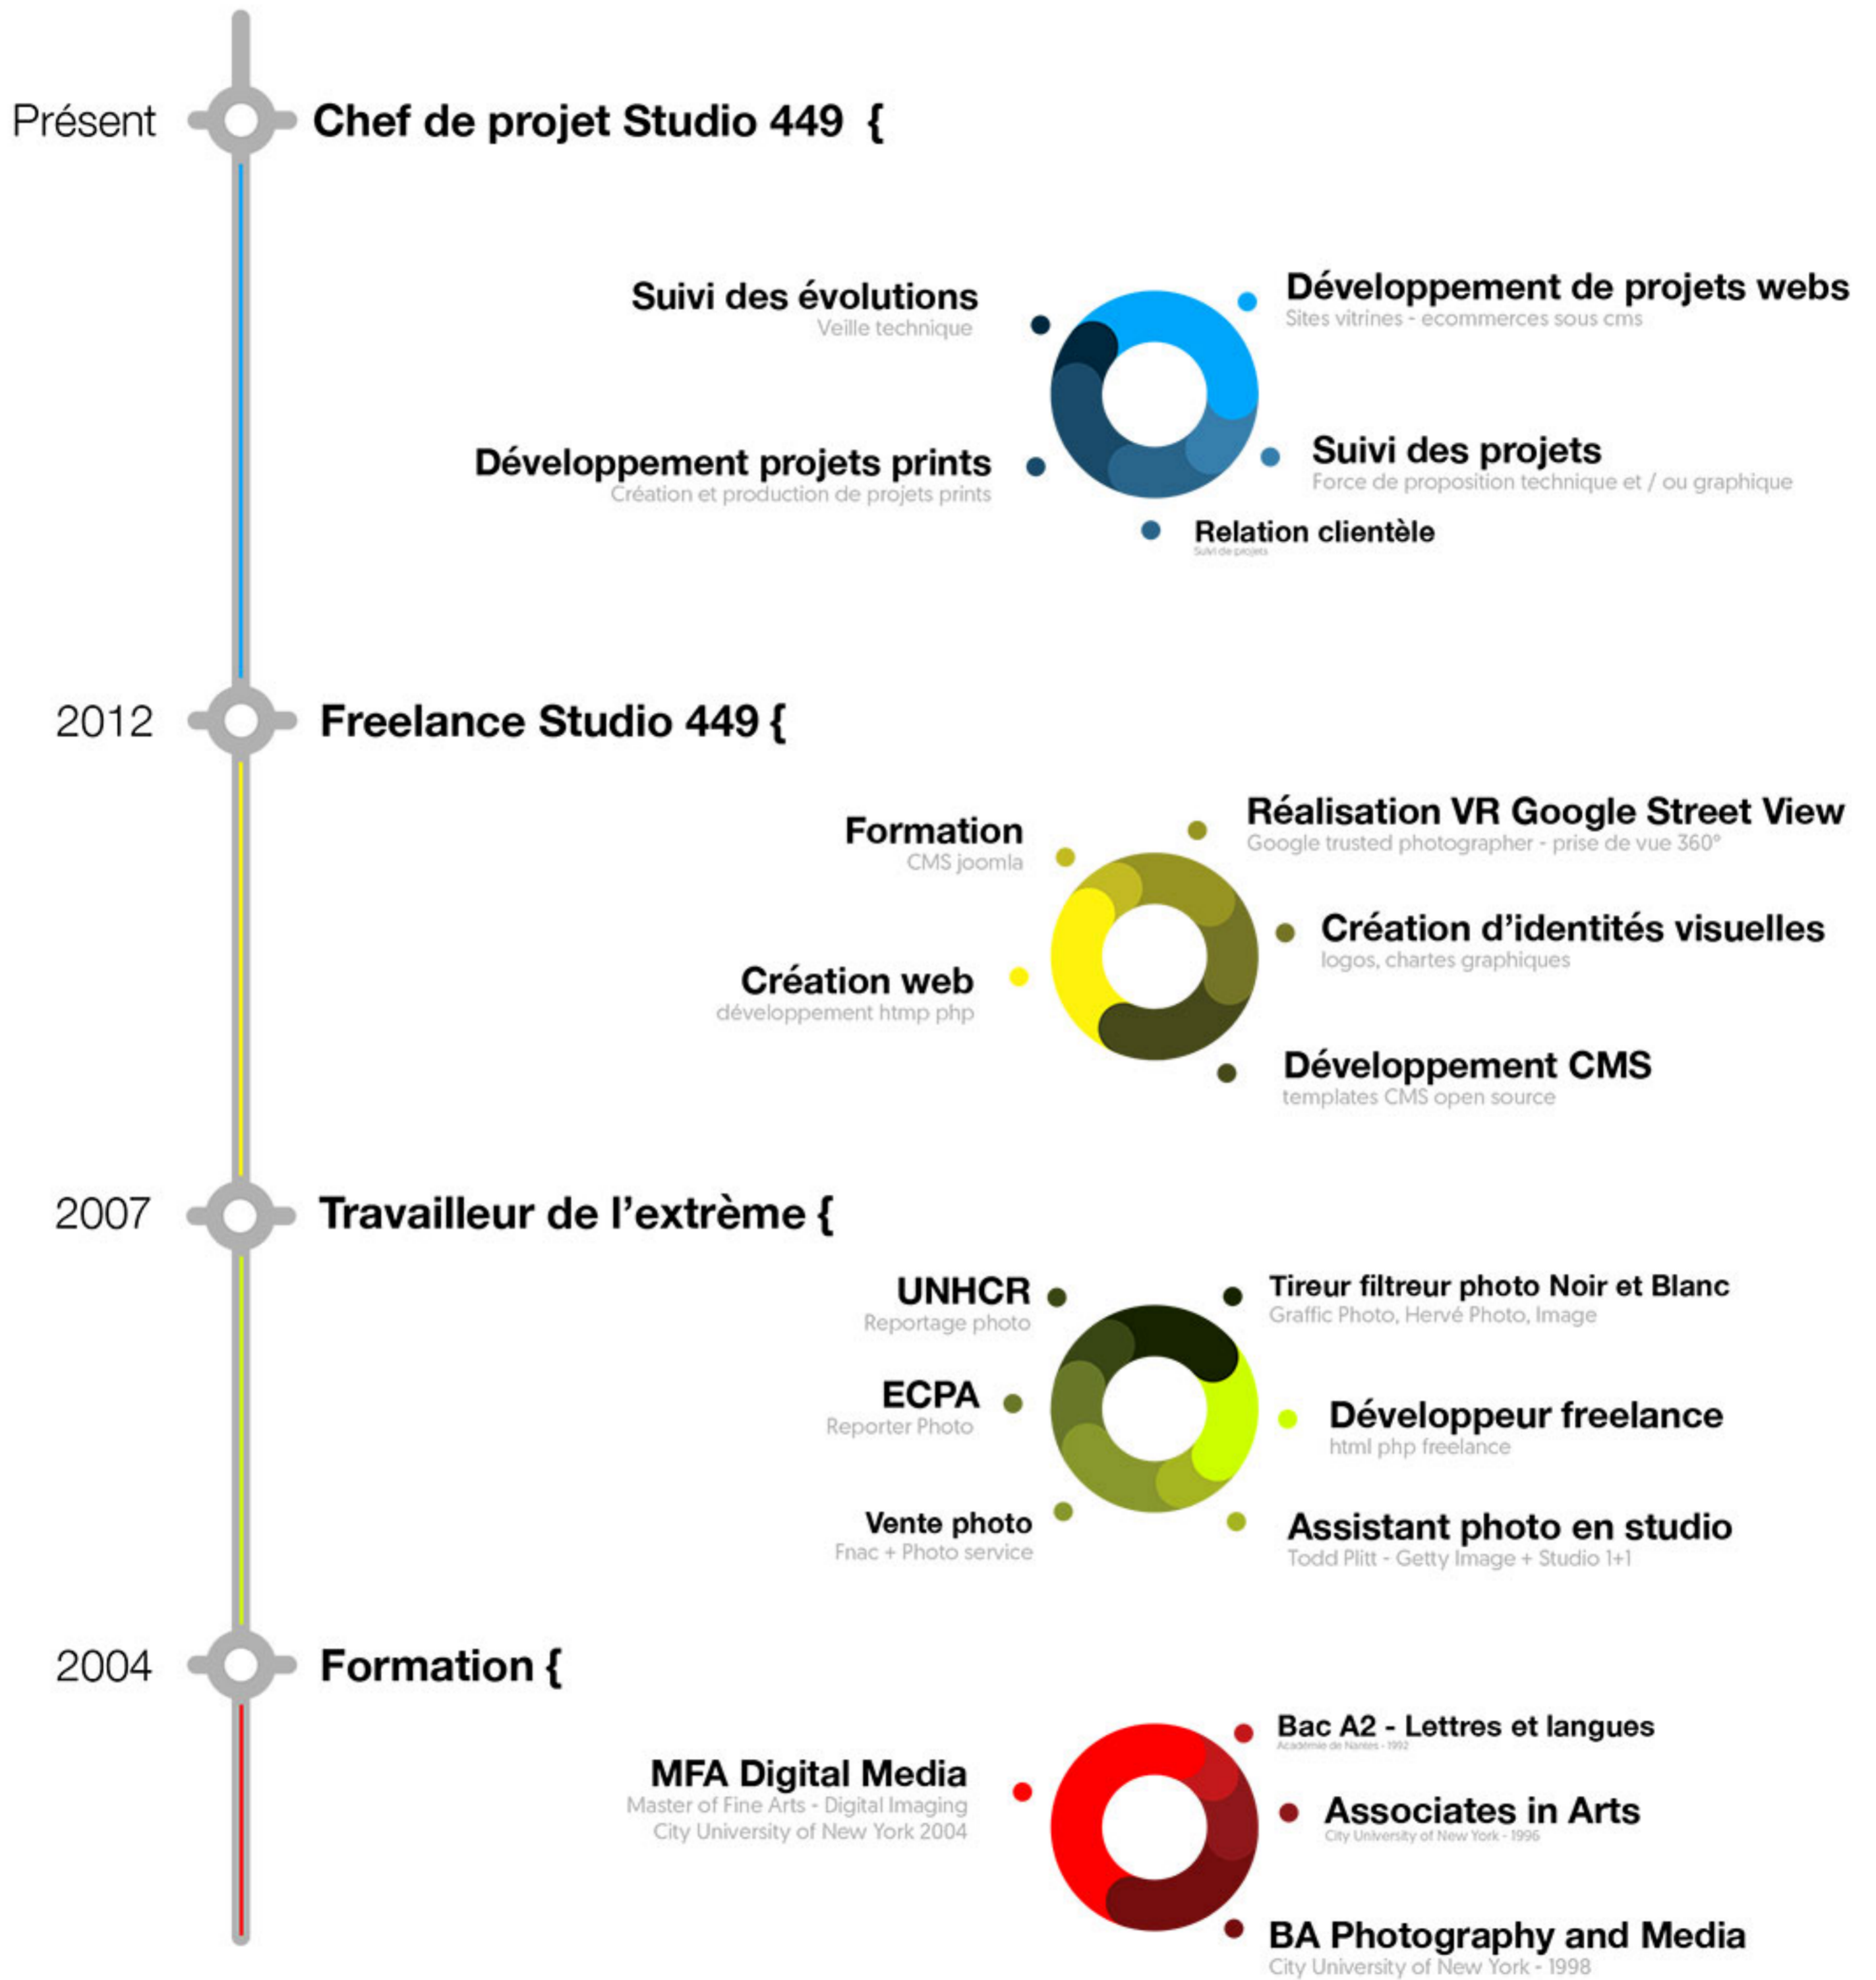 Présent
Chef de projet Studio 449 {
Suivi des évolutions
Veille technique
Développement de projets webs
Sites vitrines - ecommerces sous cms
Développement projets prints
Création et production de projets prints
Suivi des projets
Force de proposition technique et / ou graphique
Relation clientèle
Suivi de projets
2012
Freelance Studio 449 {
Formation
CMS joomla
Réalisation VR Google Street View
Google trusted photographer - prise de vue 360°
Création d'identités visuelles
logos, chartes graphiques
Création web
développement htmp php
Développement CMS
templates CMS open source
2007
Travailleur de l'extrème {
UNHCR
Reportage photo
Tireur filtreur photo Noir et Blanc
Graffic Photo, Hervé Photo, Image
ECPA
Reporter Photo
Développeur freelance
html php freelance
Vente photo
Fnac + Photo service
Assistant photo en studio
Todd Plitt - Getty Image + Studio 1+1
2004
Formation {
Bac A2 - Lettres et langues
Académie de Nantes - 1992
MFA Digital Media
Master of Fine Arts - Digital Imaging
City University of New York 2004
Associates in Arts
City University of New York - 1996
BA Photography and Media
City University of New York - 1998